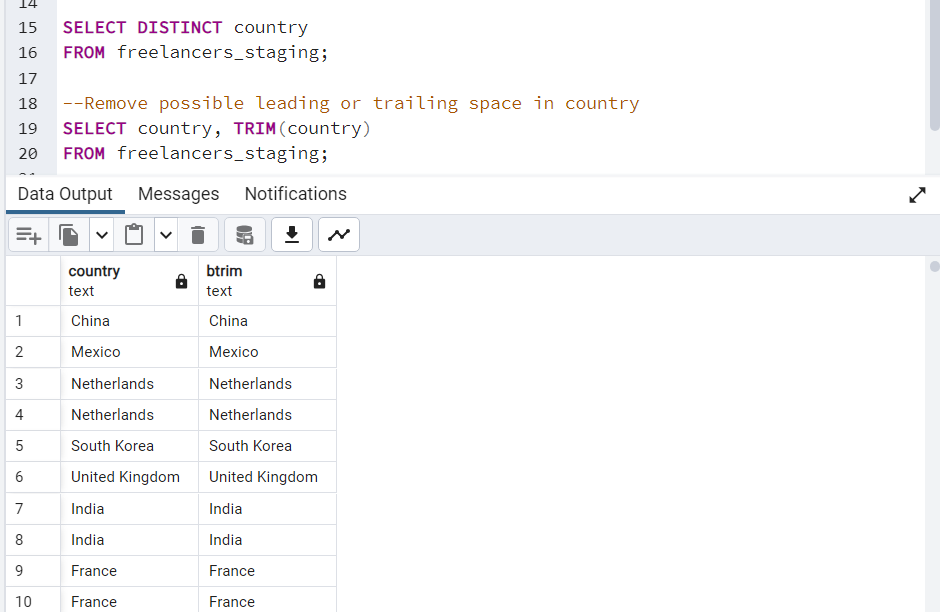 14
15 SELECT DISTINCT country
16 FROM freelancers_staging;
17
18 --Remove possible leading or trailing space in country
19 SELECT country, TRIM(country)
20 FROM freelancers_staging;
Data Output Messages Notifications
country btrim
text text
1 China China
2 Mexico Mexico
3 Netherlands Netherlands
4 Netherlands Netherlands
5 South Korea South Korea
6 United Kingdom United Kingdom
7 India India
8 India India
9 France France
10 France France